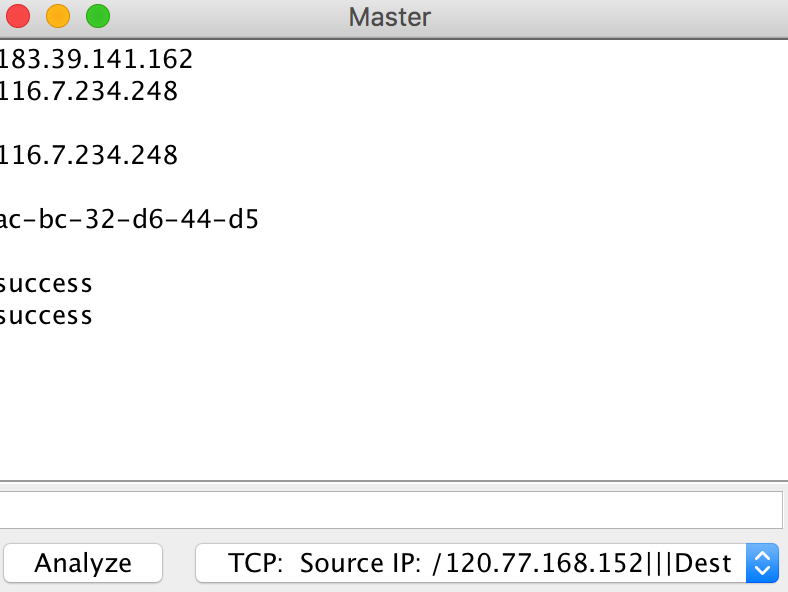 Master
183.39.141.162
116.7.234.248
116.7.234.248
ac-bc-32-d6-44-d5
success
success
Analyze
TCP:  Source IP: /120.77.168.152|||Dest